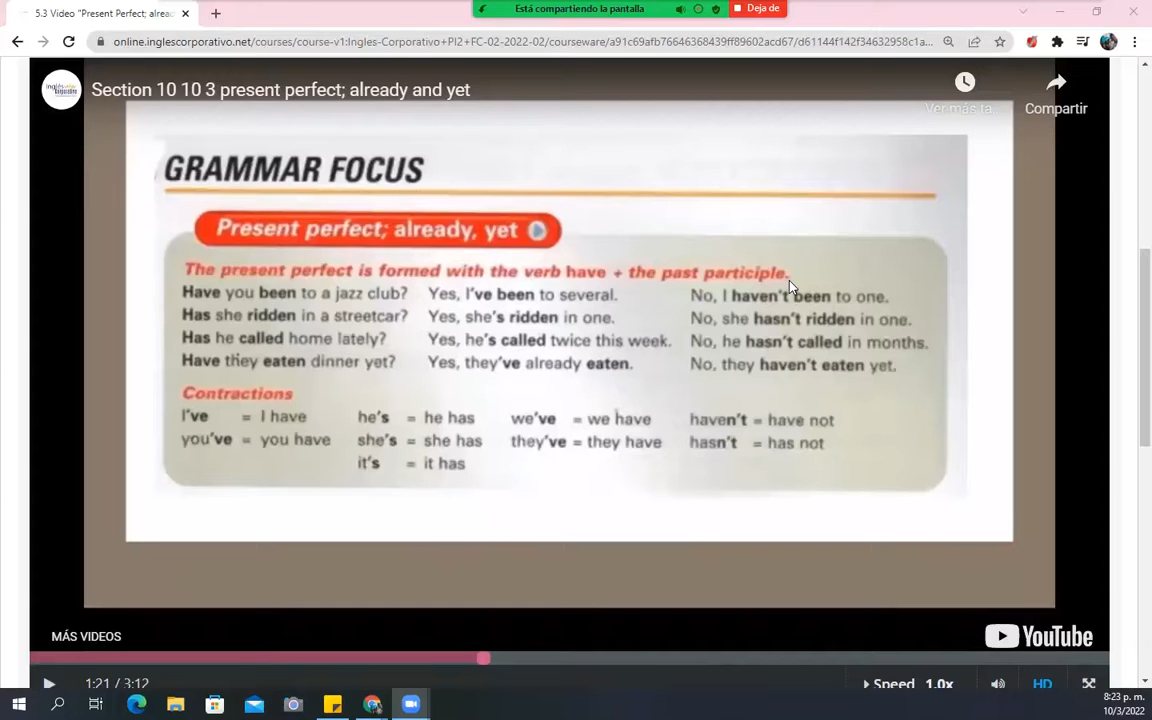 5.3 Video "Present Perfect; alread
Está compartiendo la pantalla
Deja de
online.inglescorporativo.net/courses/course-v1:Ingles-Corporativo+PI2+FC-02-2022-02/courseware/a91c69afb76646368439ff89602acd67/d61144f142f34632958c1a...
Section 10 10 3 present perfect; already and yet
Ver más ta...
Compartir
GRAMMAR FOCUS
Present perfect; already, yet
The present perfect is formed with the verb have + the past participle.
Have you been to a jazz club? Yes, I've been to several. No, I haven't been to one.
Has she ridden in a streetcar? Yes, she's ridden in one. No, she hasn't ridden in one.
Has he called home lately? Yes, he's called twice this week. No, he hasn't called in months.
Have they eaten dinner yet? Yes, they've already eaten. No, they haven't eaten yet.
Contractions
I've = I have he's = he has we've = we have haven't = have not
you've = you have she's = she has they've = they have hasn't = has not
it's = it has
MÁS VIDEOS
YouTube
1:21 / 3:12
Speed 1.0x
HD
8:23 p. m.
10/3/2022